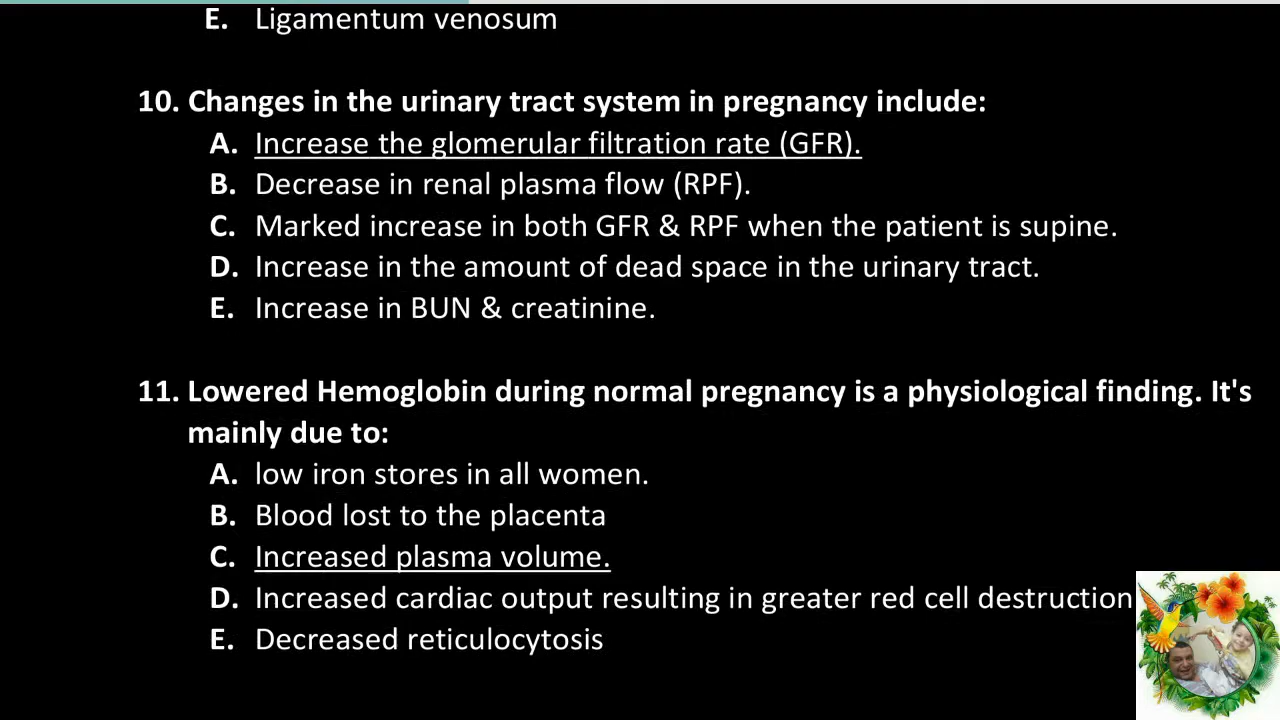 E. Ligamentum venosum
10. Changes in the urinary tract system in pregnancy include:
A. Increase the glomerular filtration rate (GFR).
B. Decrease in renal plasma flow (RPF).
C. Marked increase in both GFR & RPF when the patient is supine.
D. Increase in the amount of dead space in the urinary tract.
E. Increase in BUN & creatinine.
11. Lowered Hemoglobin during normal pregnancy is a physiological finding. It's
mainly due to:
A. low iron stores in all women.
B. Blood lost to the placenta
C. Increased plasma volume.
D. Increased cardiac output resulting in greater red cell destruction
E. Decreased reticulocytosis